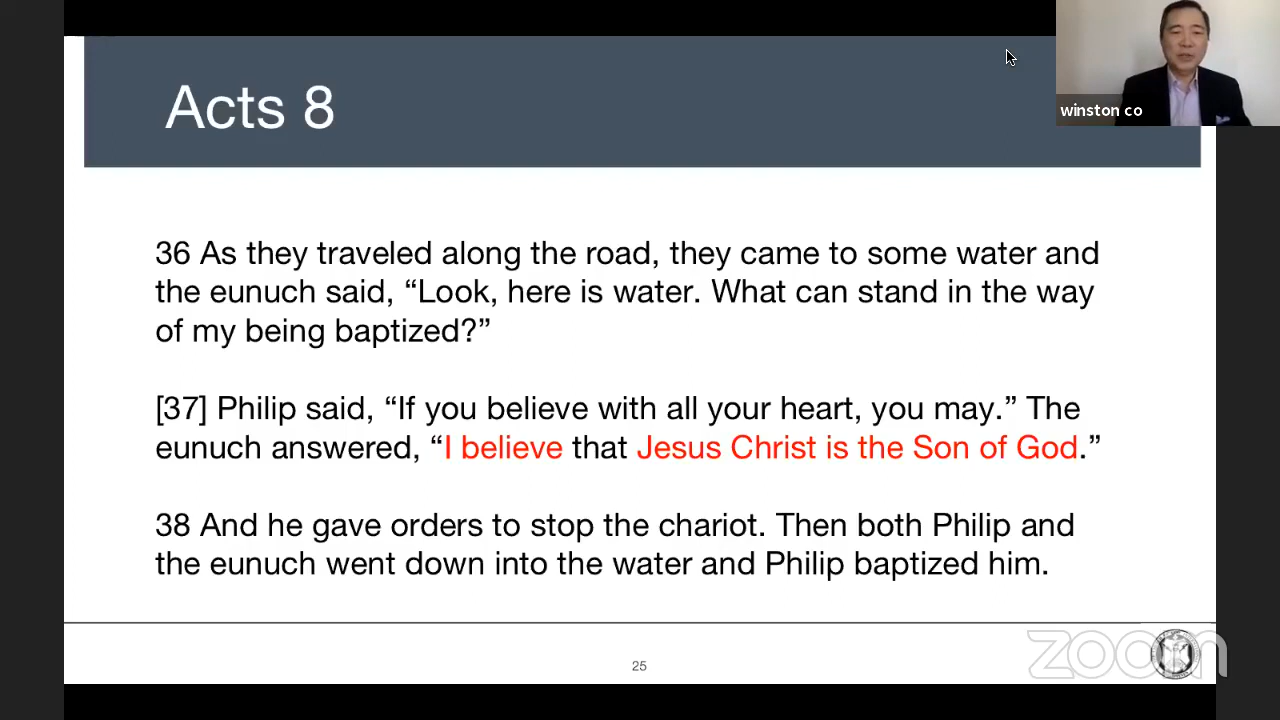 Acts 8
winston co
36 As they traveled along the road, they came to some water and
the eunuch said, “Look, here is water. What can stand in the way
of my being baptized?”
[37] Philip said, “If you believe with all your heart, you may.” The
eunuch answered, “I believe that Jesus Christ is the Son of God.”
38 And he gave orders to stop the chariot. Then both Philip and
the eunuch went down into the water and Philip baptized him.
25
zoom